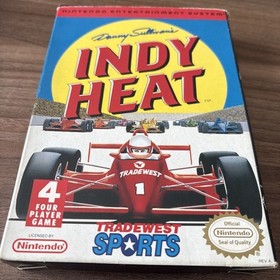 NINTENDO ENTERTAINMENT SYSTEM
Danny Sullivan's
INDY
HEAT
TRADEWEST
1
4
FOUR
PLAYER
GAME
LICENSED BY
Nintendo
TRADEWEST
SPORTS
Official
Nintendo
Seal of Quality